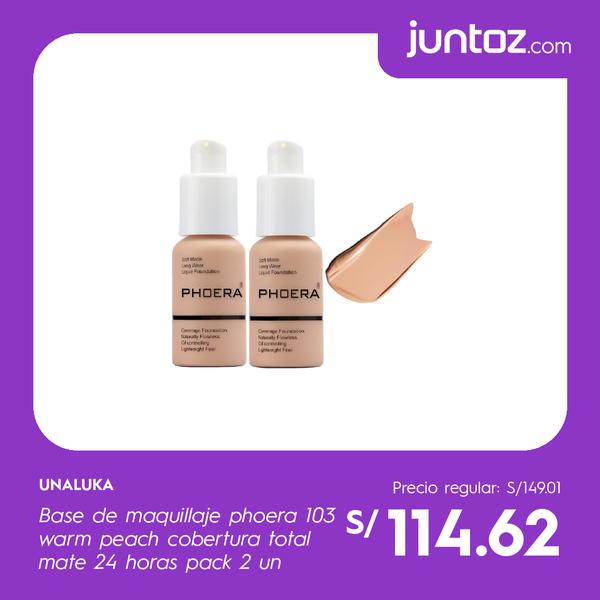 juntoz.com
Soft Matte
Long Wear
Liquid Foundation
PHOERA®
Coverage Foundation
Naturally Flawless
Oil controlling
Lightweight Feel
Soft Matte
Long Wear
Liquid Foundation
PHOERA®
Coverage Foundation
Naturally Flawless
Oil controlling
Lightweight Feel
UNALUKA
Base de maquillaje phoera 103
warm peach cobertura total
mate 24 horas pack 2 un
Precio regular: S/149.01
S/114.62